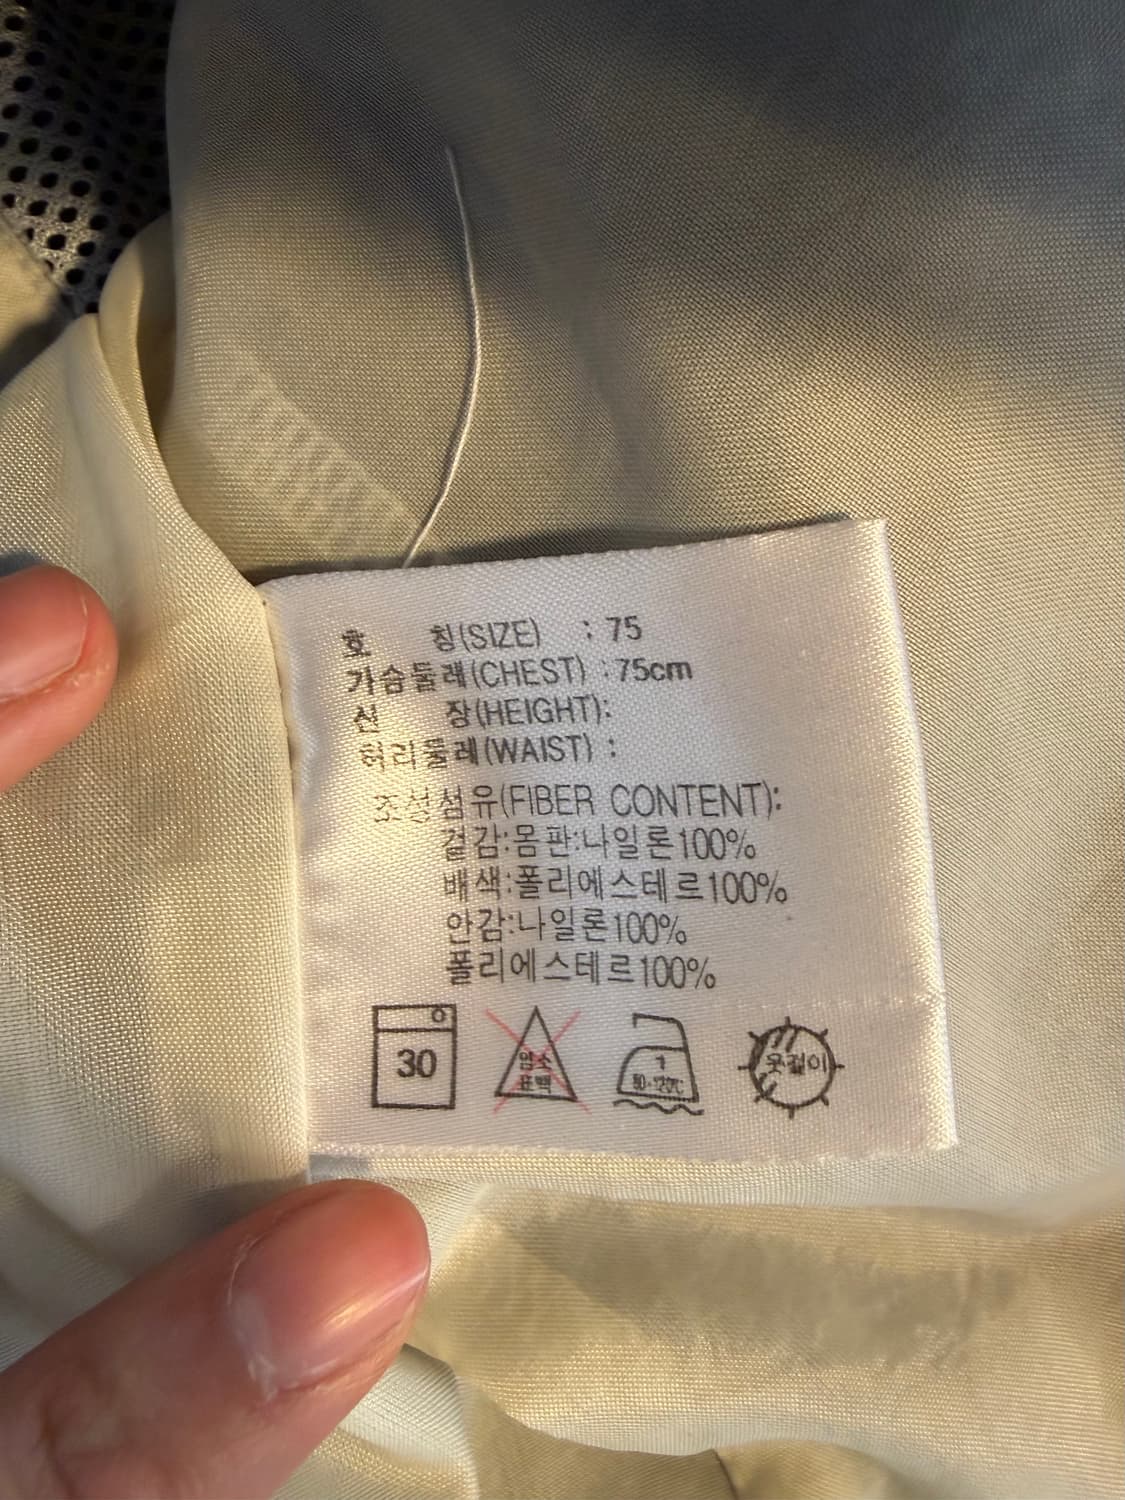 호 칭(SIZE) : 75
가슴둘레(CHEST) : 75cm
신 장(HEIGHT):
허리둘레(WAIST) :
조성섬유(FIBER CONTENT):
겉감:몸판:나일론100%
배색:폴리에스테르100%
안감:나일론100%
폴리에스테르100%
30
염소
표백
1
80~120℃
옷걸이